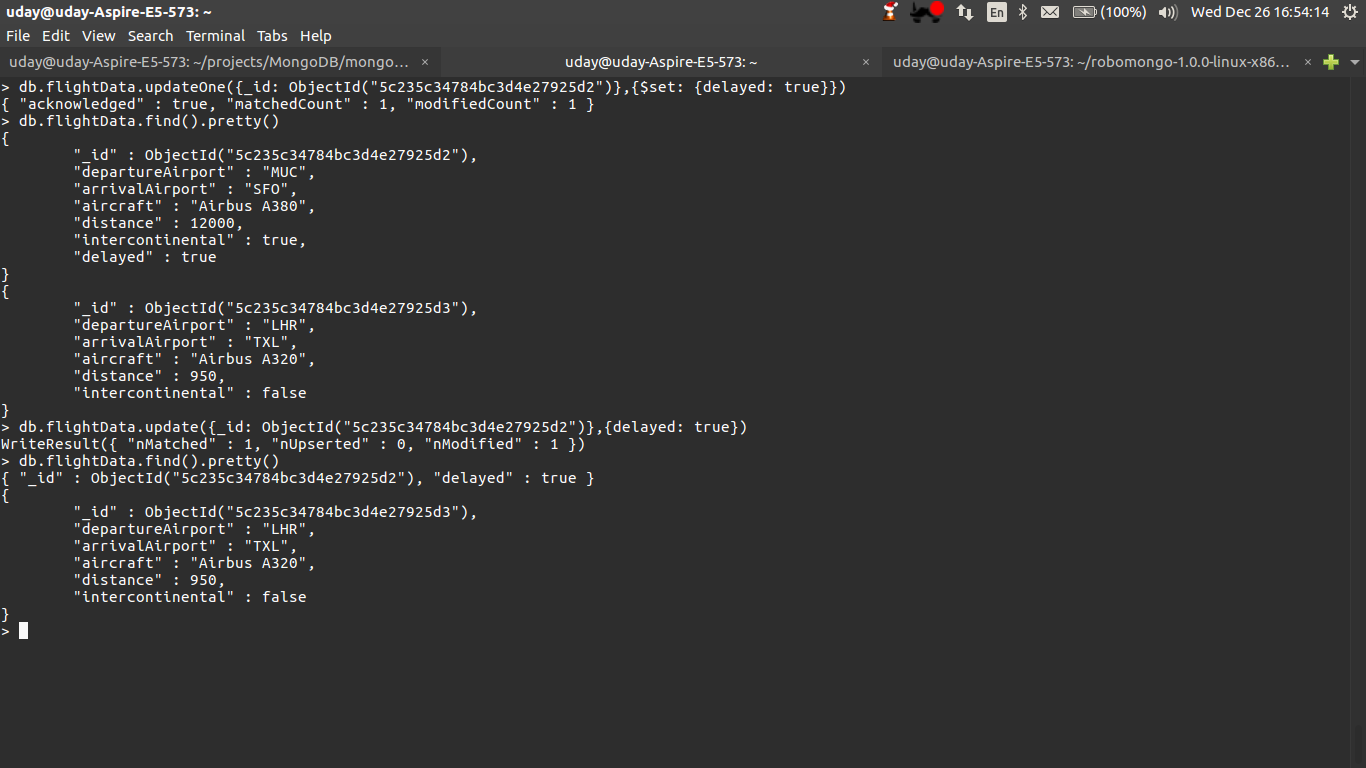 uday@uday-Aspire-E5-573: ~
En (100%) Wed Dec 26 16:54:14
File Edit View Search Terminal Tabs Help
uday@uday-Aspire-E5-573: ~/projects/MongoDB/mongo... × uday@uday-Aspire-E5-573: ~ × uday@uday-Aspire-E5-573: ~/robomongo-1.0.0-linux-x86... ×
> db.flightData.updateOne({_id: ObjectId("5c235c34784bc3d4e27925d2")},{$set: {delayed: true}})
{ "acknowledged" : true, "matchedCount" : 1, "modifiedCount" : 1 }
> db.flightData.find().pretty()
{
        "_id" : ObjectId("5c235c34784bc3d4e27925d2"),
        "departureAirport" : "MUC",
        "arrivalAirport" : "SFO",
        "aircraft" : "Airbus A380",
        "distance" : 12000,
        "intercontinental" : true,
        "delayed" : true
}
{
        "_id" : ObjectId("5c235c34784bc3d4e27925d3"),
        "departureAirport" : "LHR",
        "arrivalAirport" : "TXL",
        "aircraft" : "Airbus A320",
        "distance" : 950,
        "intercontinental" : false
}
> db.flightData.update({_id: ObjectId("5c235c34784bc3d4e27925d2")},{delayed: true})
WriteResult({ "nMatched" : 1, "nUpserted" : 0, "nModified" : 1 })
> db.flightData.find().pretty()
{ "_id" : ObjectId("5c235c34784bc3d4e27925d2"), "delayed" : true }
{
        "_id" : ObjectId("5c235c34784bc3d4e27925d3"),
        "departureAirport" : "LHR",
        "arrivalAirport" : "TXL",
        "aircraft" : "Airbus A320",
        "distance" : 950,
        "intercontinental" : false
}
>